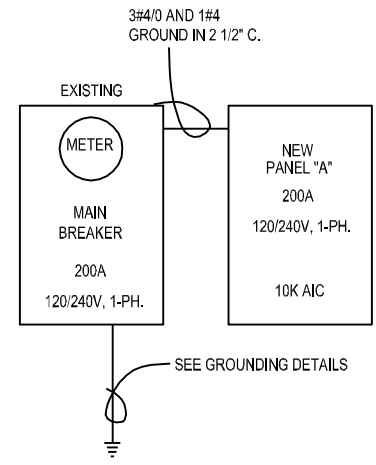 3#4/0 AND 1#4
GROUND IN 2 1/2" C.
EXISTING
METER
MAIN
BREAKER
200A
120/240V, 1-PH.
NEW
PANEL "A"
200A
120/240V, 1-PH.
10K AIC
SEE GROUNDING DETAILS